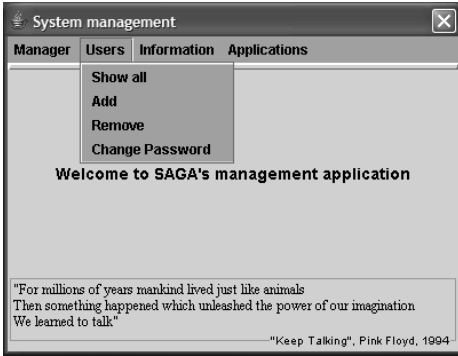 System management
Manager Users Information Applications
Show all
Add
Remove
Change Password
Welcome to SAGA's management application
"For millions of years mankind lived just like animals
Then something happened which unleashed the power of our imagination
We learned to talk"
"Keep Talking", Pink Floyd, 1994